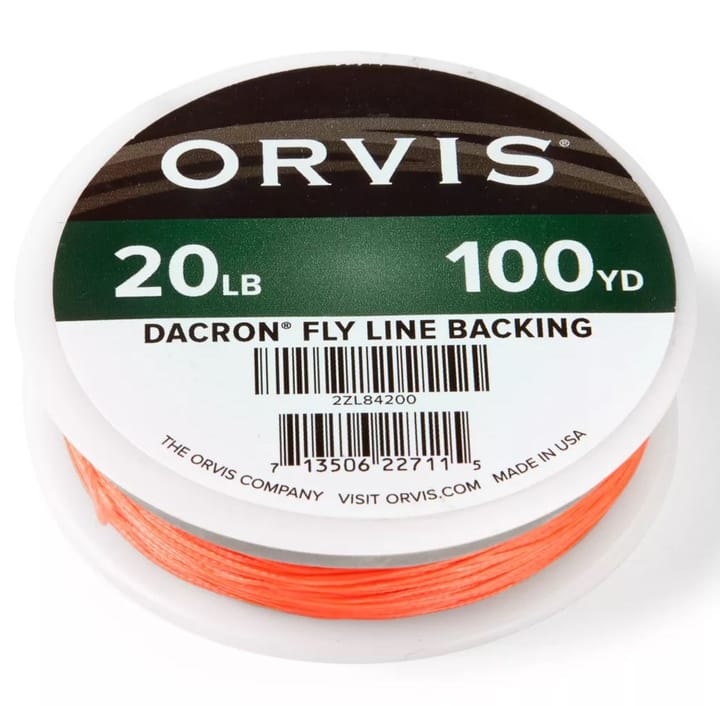 ORVIS®
20LB 100YD
DACRON® FLY LINE BACKING
2ZL84200
7 13506 22711 5
THE ORVIS COMPANY VISIT ORVIS.COM MADE IN USA